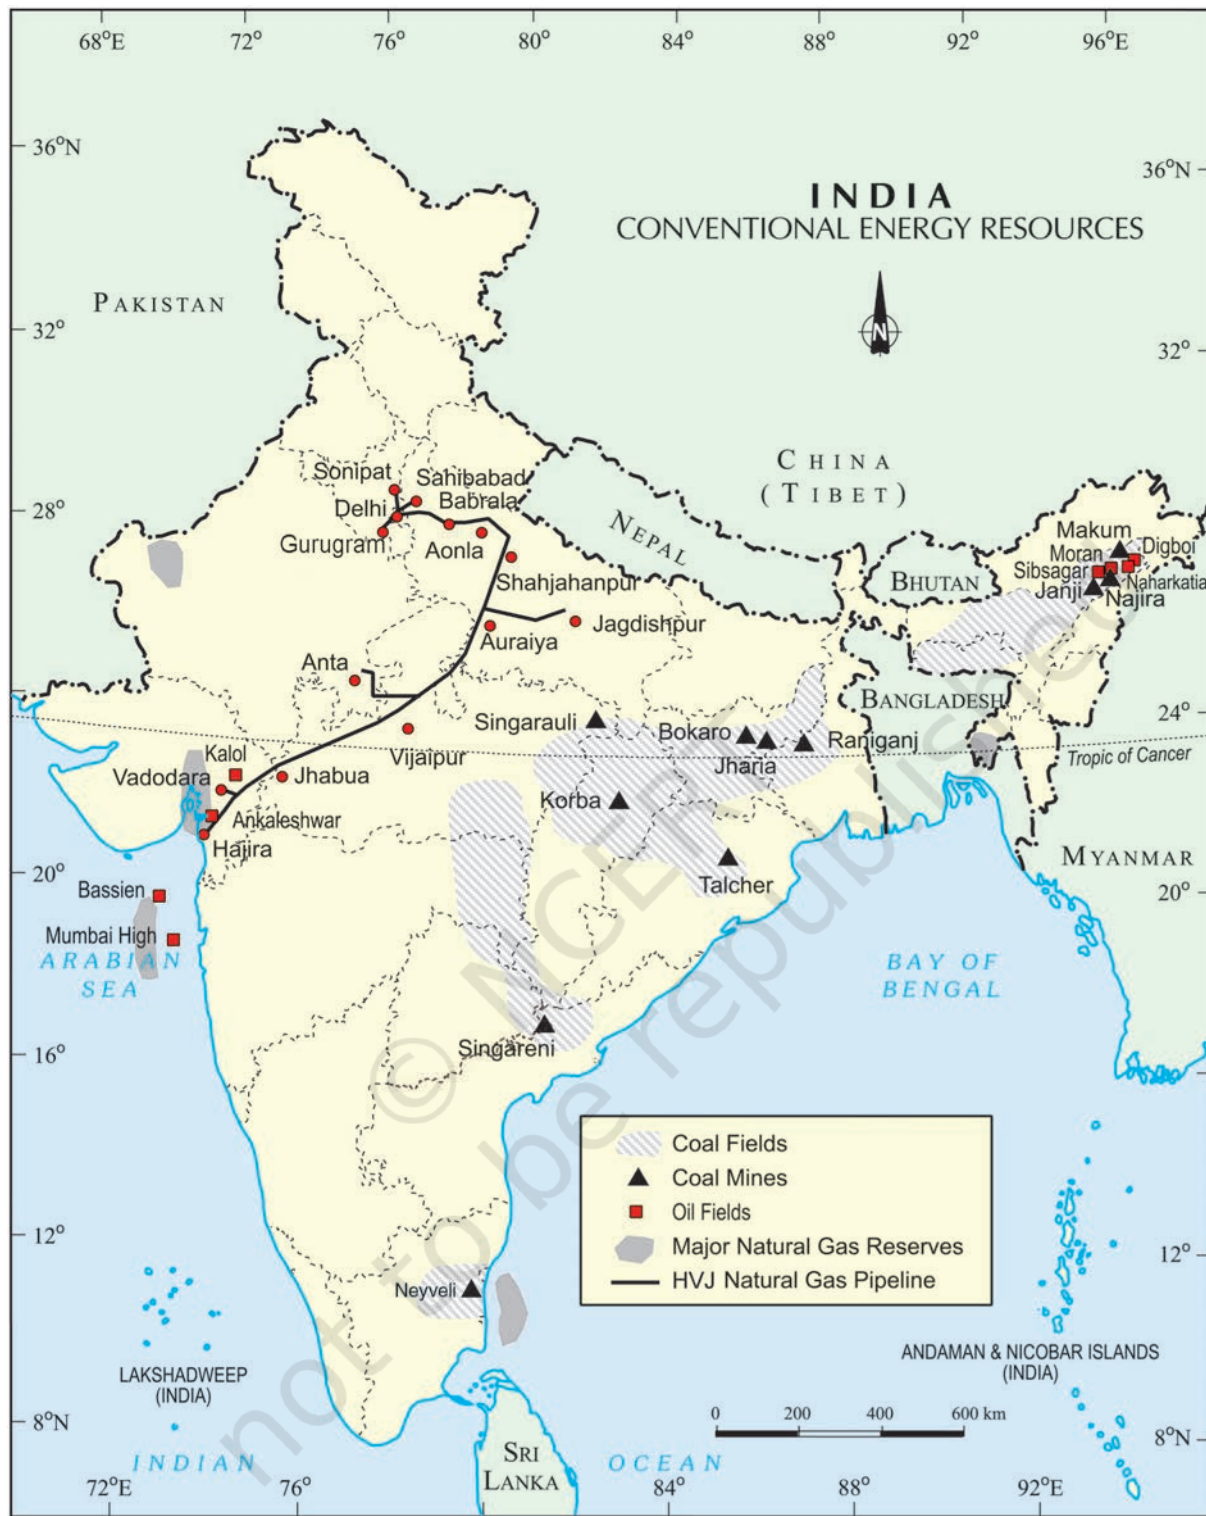 68°E 72° 76° 80° 84° 88° 92° 96°E
36°N
36°N
INDIA
CONVENTIONAL ENERGY RESOURCES
PAKISTAN
N
32°
32°
CHINA
(TIBET)
Sonipat
Sahibabad
Delhi
Babrala
28°
28°
Gurugram
Aonla
NEPAL
Makum
Moran
Digboi
Shahjahanpur
BHUTAN
Sibsagar
Naharkatia
Janji
Najira
Auraiya
Jagdishpur
Anta
BANGLADESH
Singarauli
Bokaro
Raniganj
24°
Vijaipur
Jharia
Tropic of Cancer
Kalol
Vadodara
Jhabua
Korba
Ankaleshwar
Hajira
MYANMAR
20°
20°
Talcher
Bassien
Mumbai High
ARABIAN
SEA
BAY OF
BENGAL
Singareni
16°
© NCERT
not to be republished
Coal Fields
Coal Mines
Oil Fields
Major Natural Gas Reserves
HVJ Natural Gas Pipeline
12°
12°
Neyveli
LAKSHADWEEP
(INDIA)
ANDAMAN & NICOBAR ISLANDS
(INDIA)
0 200 400 600 km
8°N
8°N
INDIAN
OCEAN
SRI
LANKA
72°E 76° 84° 88° 92°E